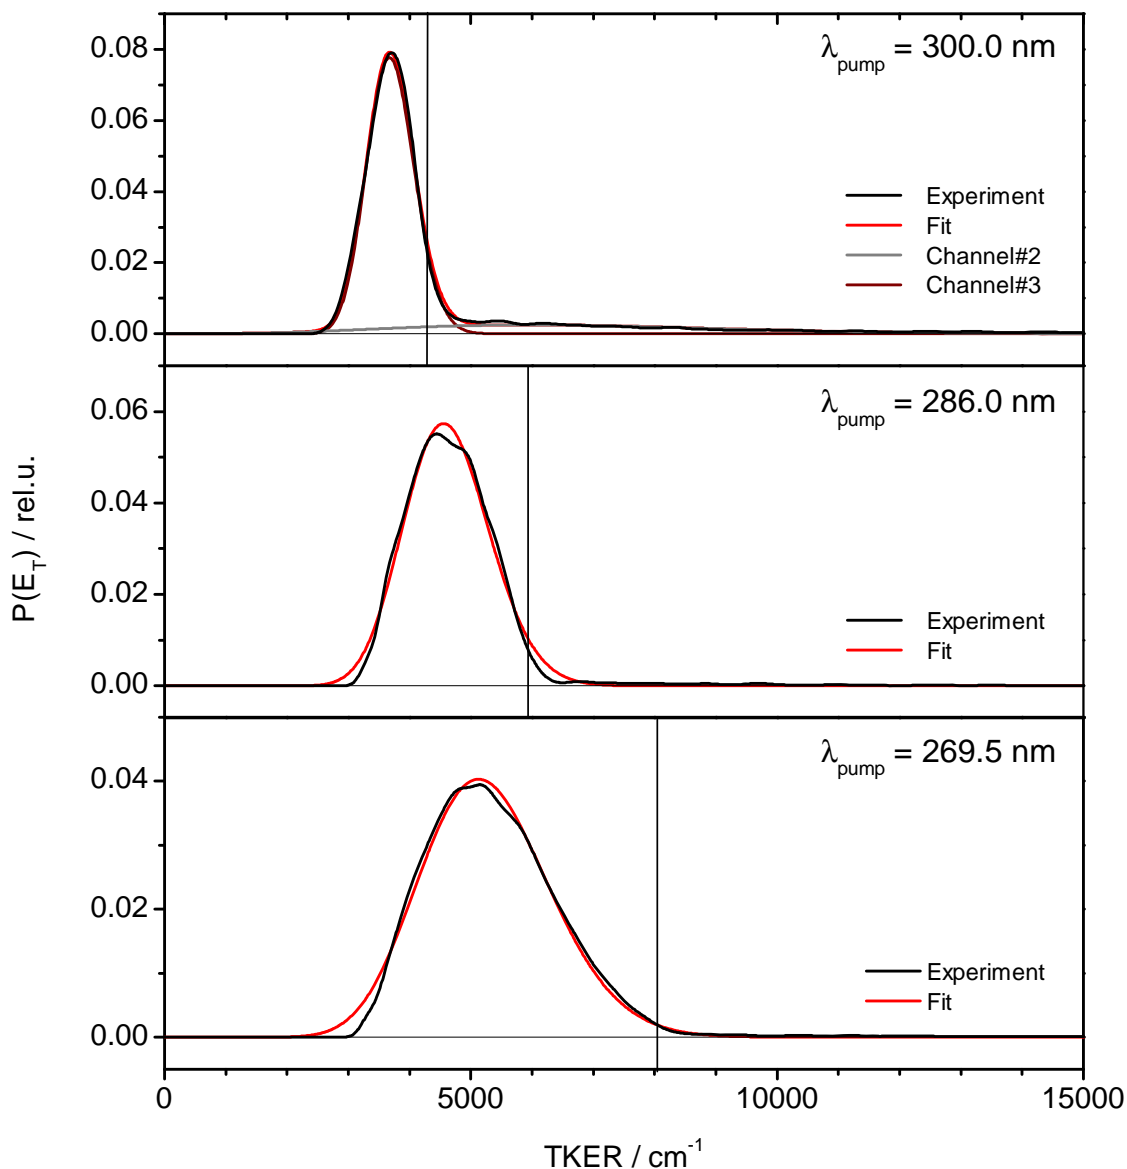 λpump = 300.0 nm
0.08
0.06
0.04
0.02
0.00
Experiment
Fit
Channel#2
Channel#3
λpump = 286.0 nm
0.06
0.04
0.02
0.00
Experiment
Fit
P(ET) / rel.u.
λpump = 269.5 nm
0.04
0.02
0.00
Experiment
Fit
0 5000 10000 15000
TKER / cm-1